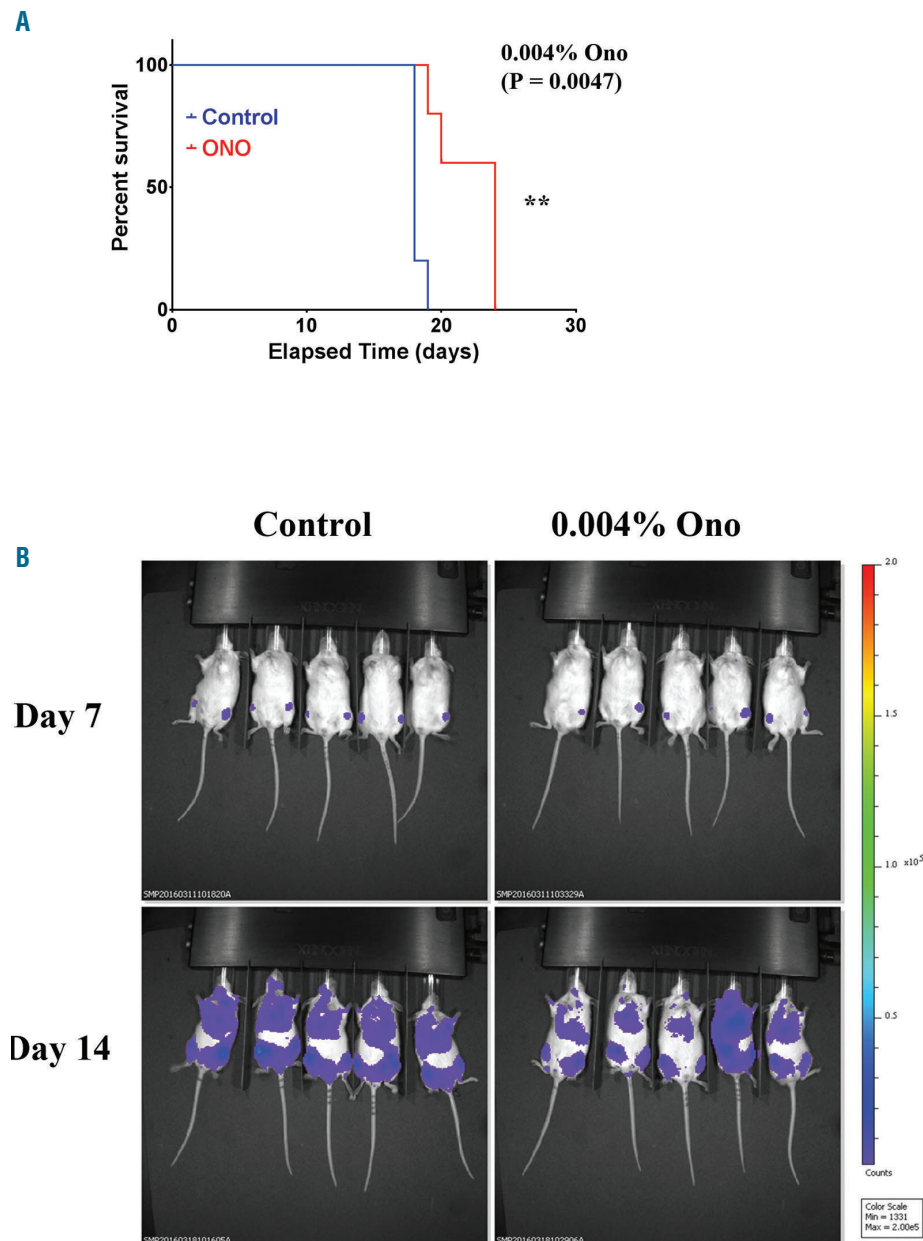 A
0.004% Ono
(P = 0.0047)
100
Control
ONO
50
**
0
0
10
20
30
Percent survival
Elapsed Time (days)
Control
0.004% Ono
B
Day 7
SMP20160311101820A
SMP20160311103329A
Day 14
SMP20160318101605A
SMP20160318102906A
2.0
1.5
1.0 x10⁵
0.5
Counts
Color Scale
Min = 1331
Max = 2.00e5